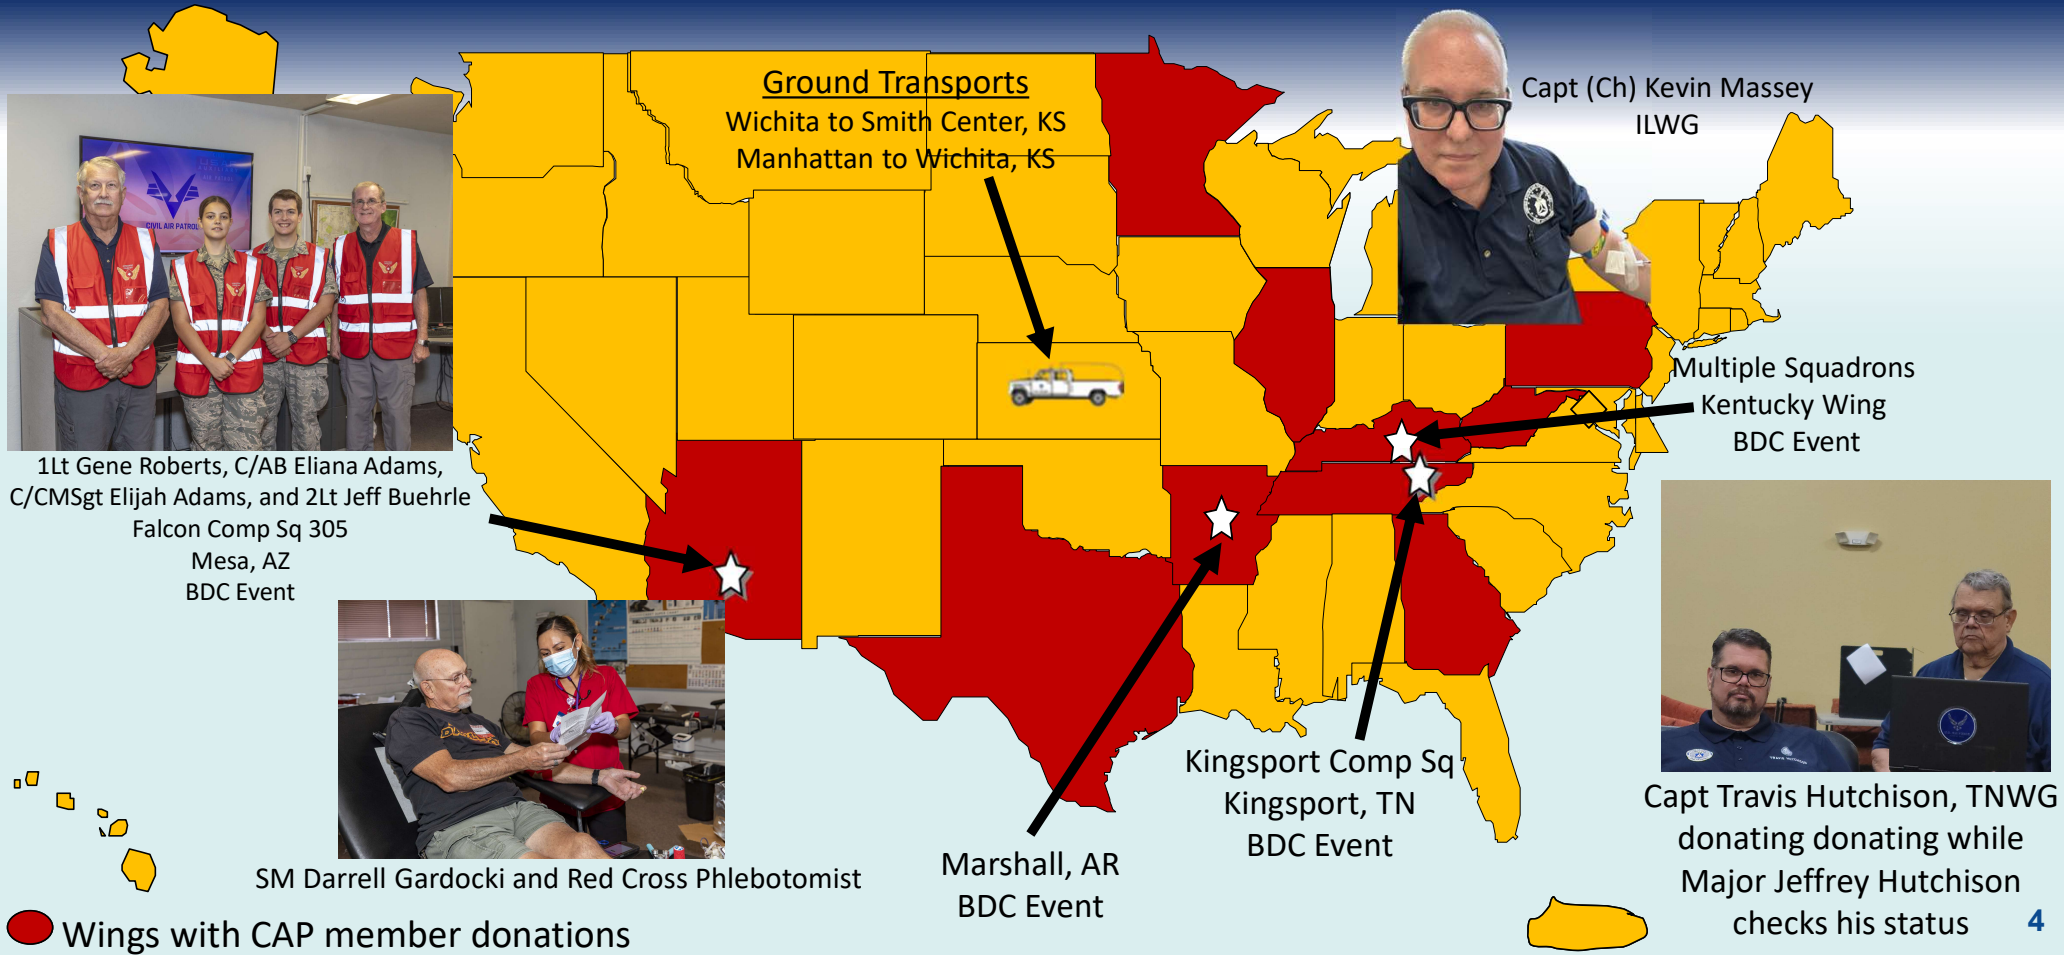 Ground Transports
Wichita to Smith Center, KS
Manhattan to Wichita, KS
Capt (Ch) Kevin Massey
ILWG
CIVIL AIR PATROL
1Lt Gene Roberts, C/AB Eliana Adams,
C/CMSgt Elijah Adams, and 2Lt Jeff Buehrle
Falcon Comp Sq 305
Mesa, AZ
BDC Event
Multiple Squadrons
Kentucky Wing
BDC Event
SM Darrell Gardocki and Red Cross Phlebotomist
Marshall, AR
BDC Event
Kingsport Comp Sq
Kingsport, TN
BDC Event
Capt Travis Hutchison, TNWG
donating donating while
Major Jeffrey Hutchison
checks his status
Wings with CAP member donations
4